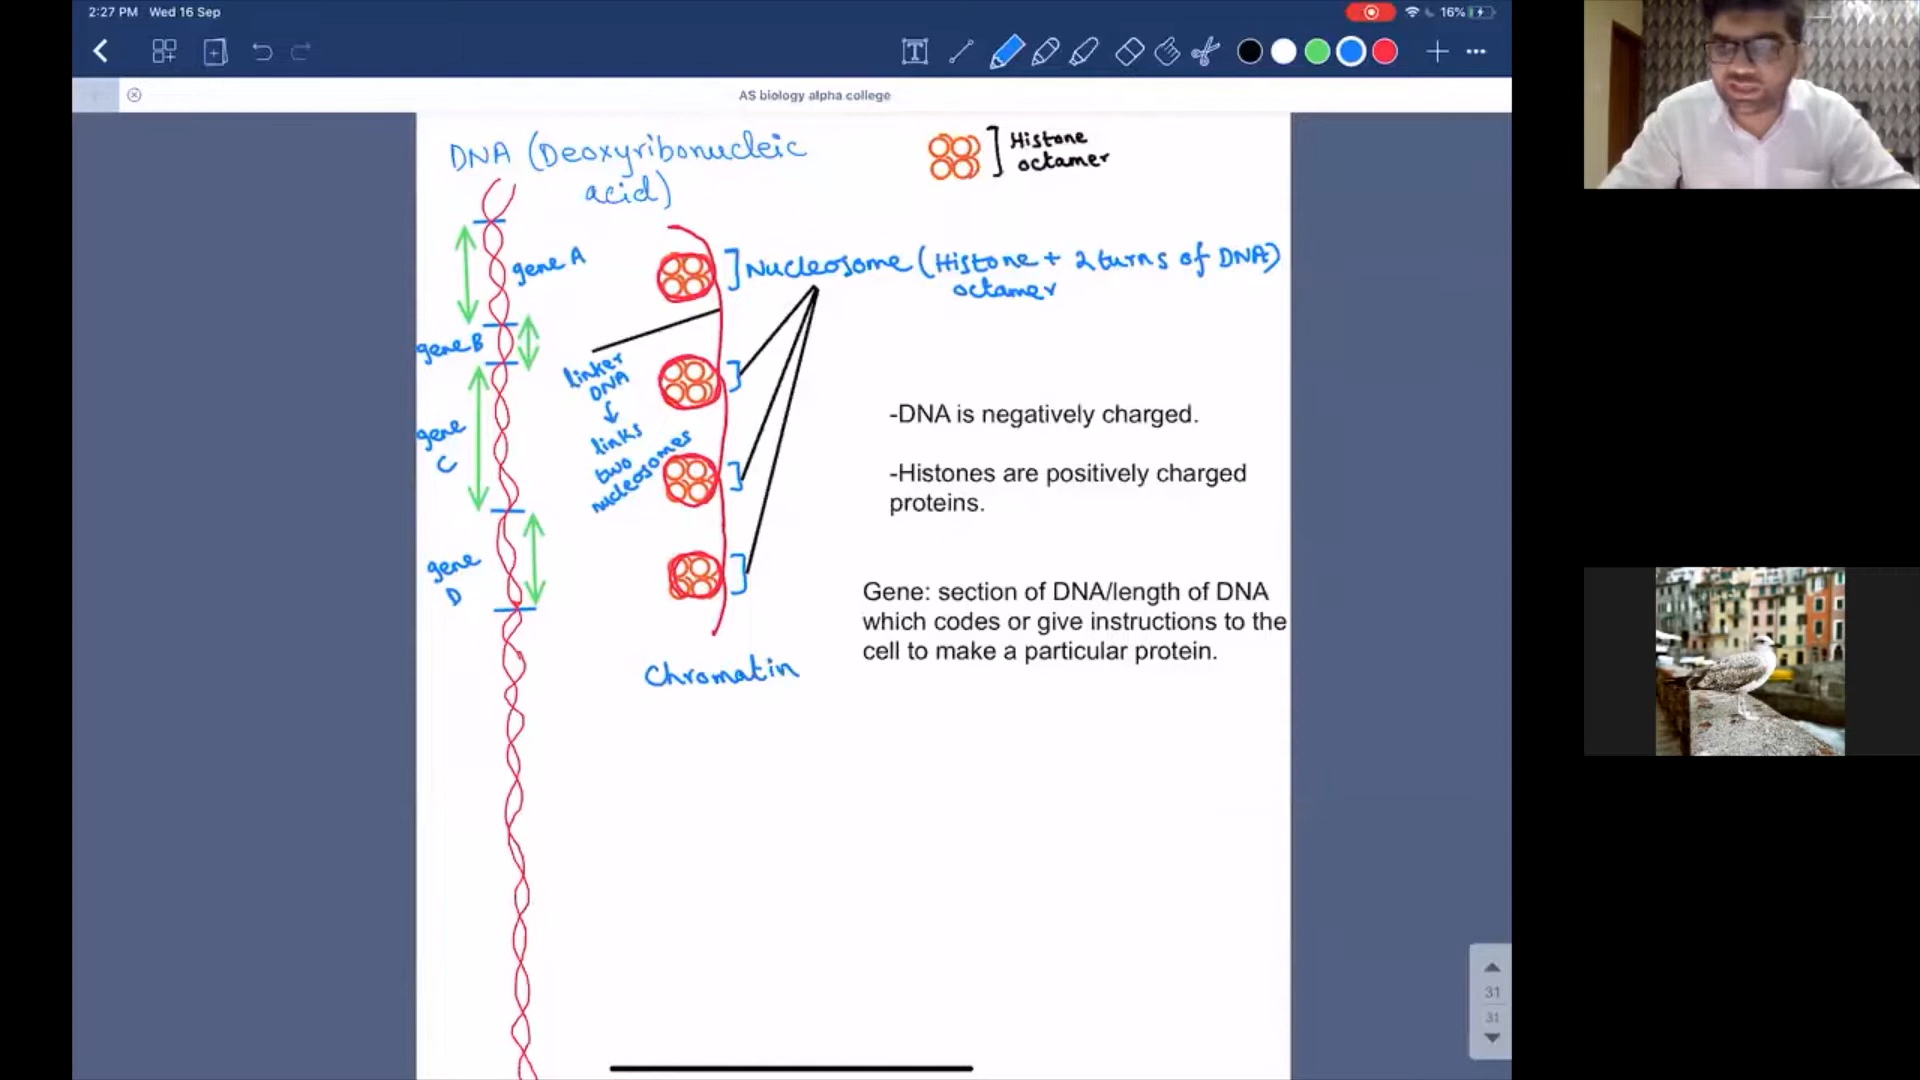 2:27 PM Wed 16 Sep
16%
AS biology alpha college
DNA (Deoxyribonucleic
acid)
Histone
octamer
gene A
Nucleosome (Histone + 2 turns of DNA)
octamer
gene B
linker
DNA
links
two
nucleosomes
gene
C
-DNA is negatively charged.
-Histones are positively charged
proteins.
gene
D
Gene: section of DNA/length of DNA
which codes or give instructions to the
cell to make a particular protein.
Chromatin
31
31